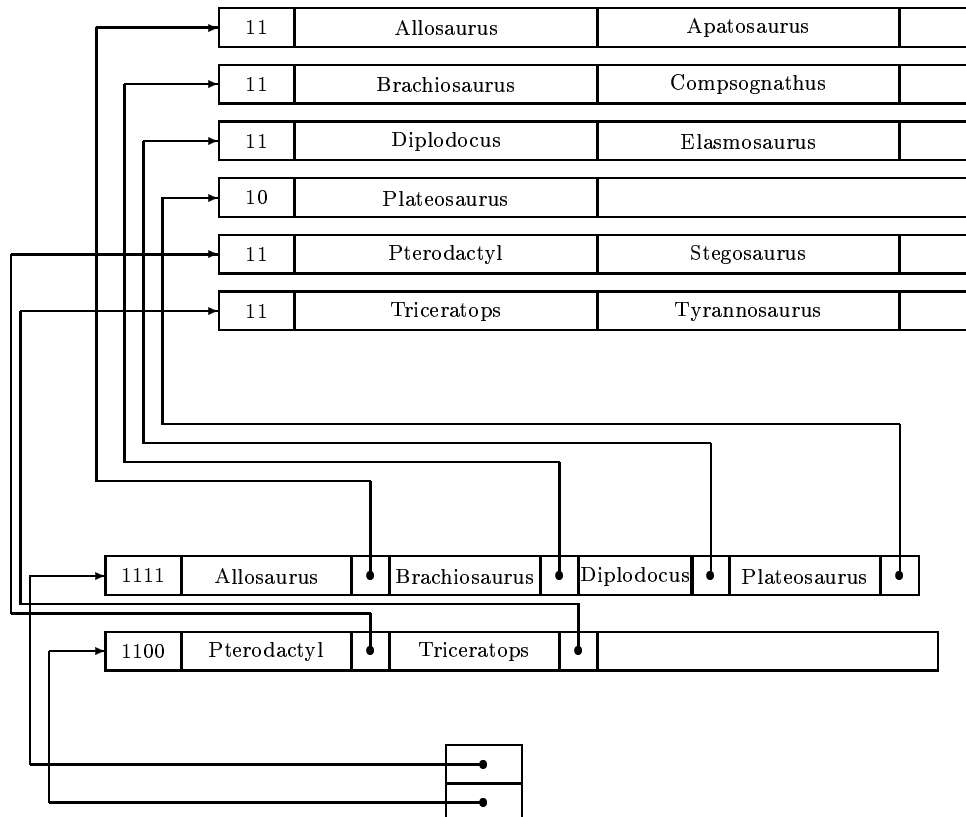 11 Allosaurus Apatosaurus
11 Brachiosaurus Compsognathus
11 Diplodocus Elasmosaurus
10 Plateosaurus
11 Pterodactyl Stegosaurus
11 Triceratops Tyrannosaurus
1111 Allosaurus Brachiosaurus Diplodocus Plateosaurus
1100 Pterodactyl Triceratops